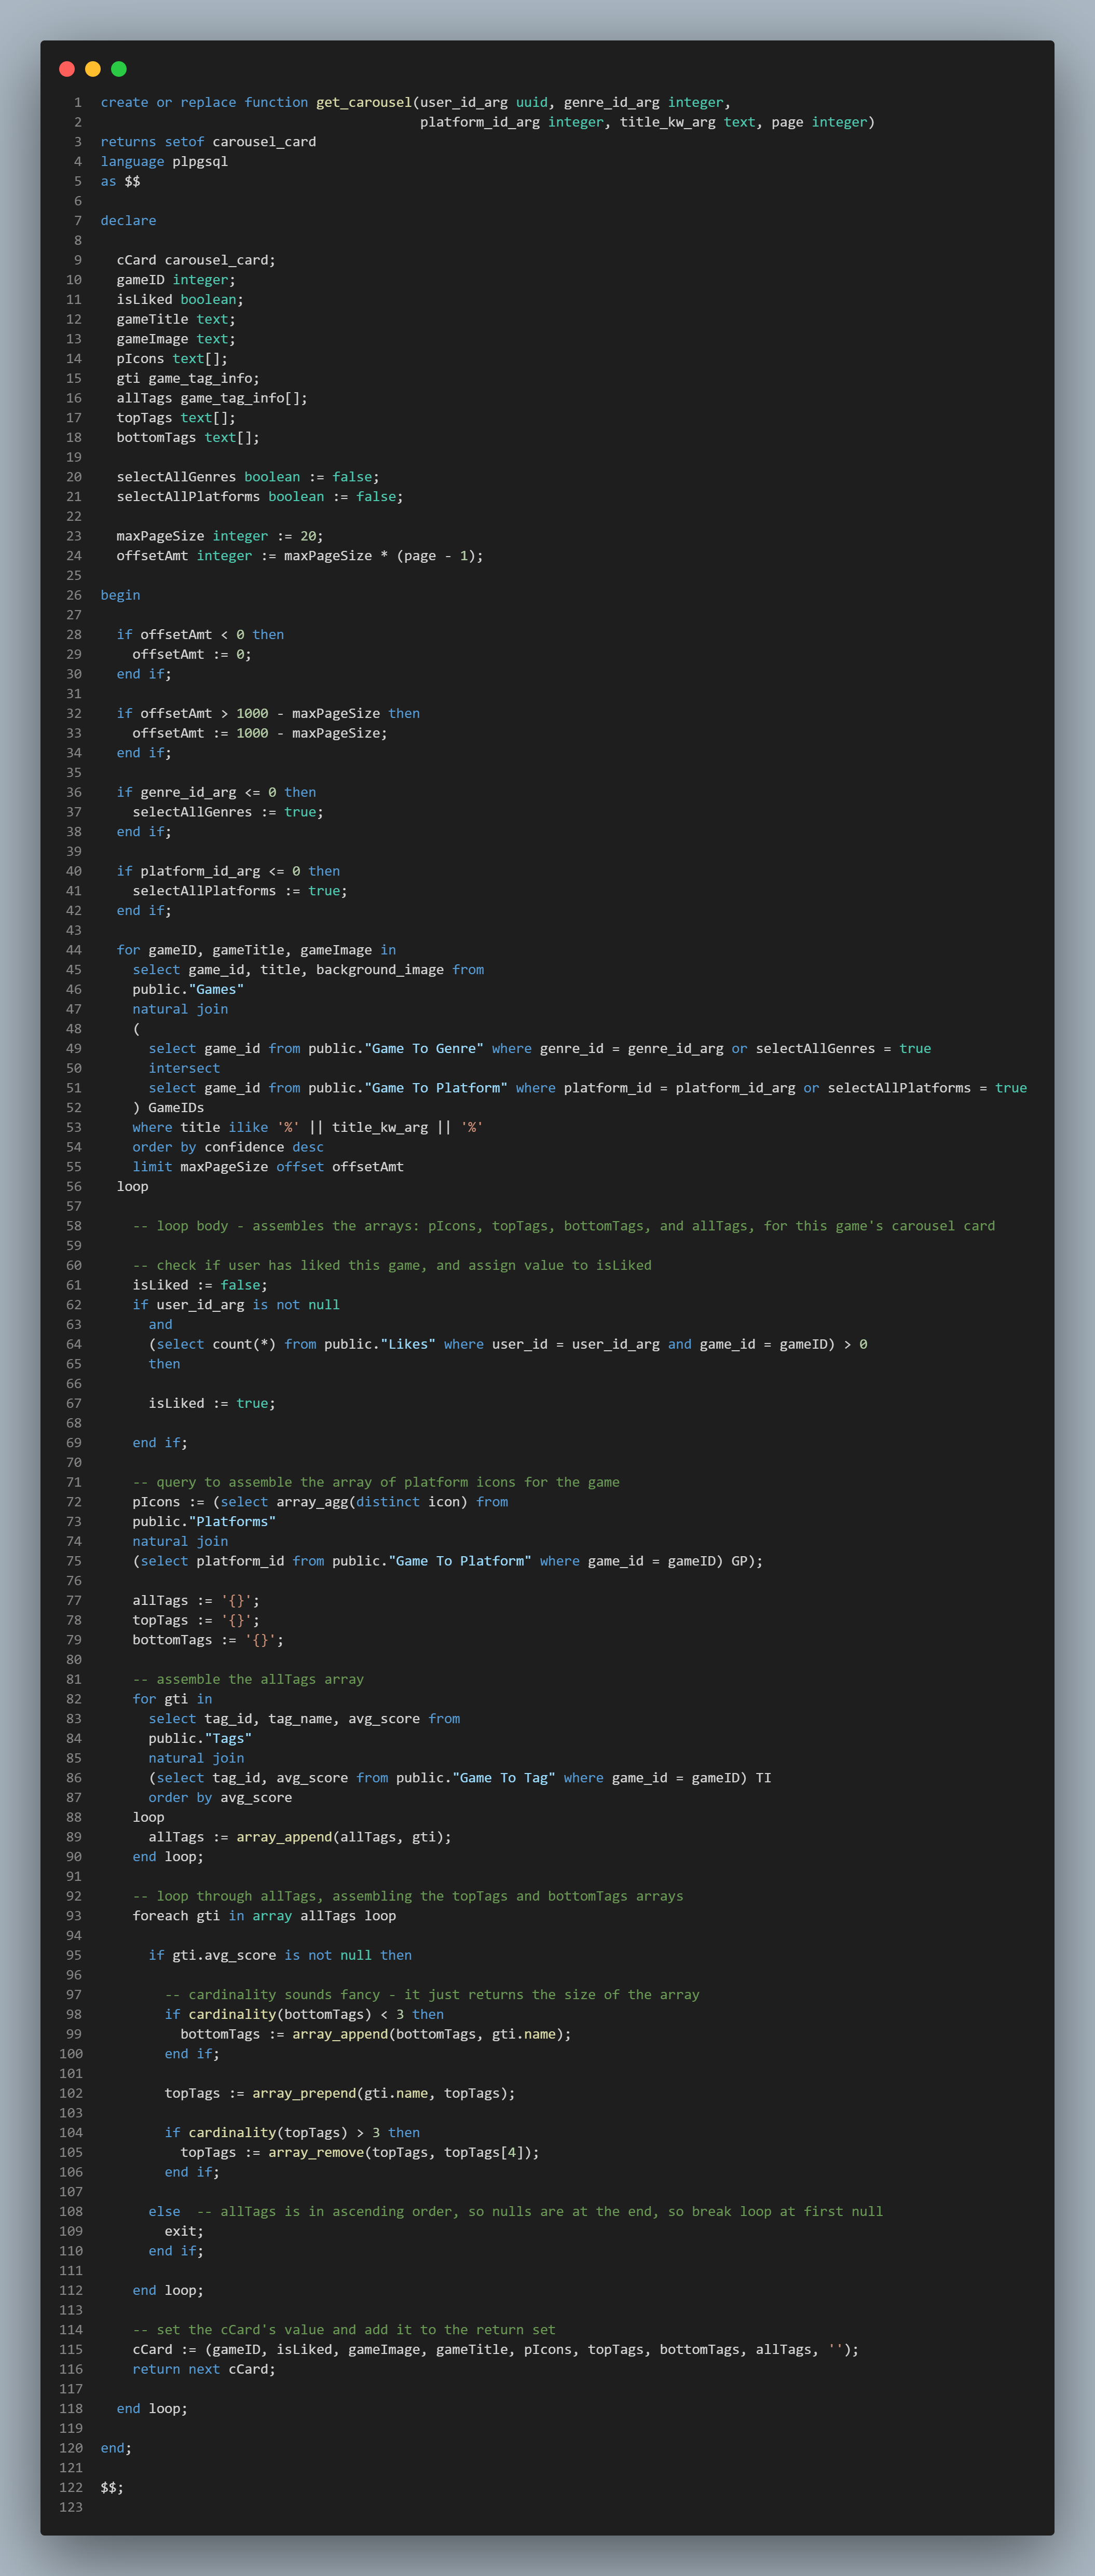 1 create or replace function get_carousel(user_id_arg uuid, genre_id_arg integer,
2                                         platform_id_arg integer, title_kw_arg text, page integer)
3 returns setof carousel_card
4 language plpgsql
5 as $$
6
7 declare
8
9   cCard carousel_card;
10   gameID integer;
11   isLiked boolean;
12   gameTitle text;
13   gameImage text;
14   pIcons text[];
15   gti game_tag_info;
16   allTags game_tag_info[];
17   topTags text[];
18   bottomTags text[];
19
20   selectAllGenres boolean := false;
21   selectAllPlatforms boolean := false;
22
23   maxPageSize integer := 20;
24   offsetAmt integer := maxPageSize * (page - 1);
25
26 begin
27
28   if offsetAmt < 0 then
29     offsetAmt := 0;
30   end if;
31
32   if offsetAmt > 1000 - maxPageSize then
33     offsetAmt := 1000 - maxPageSize;
34   end if;
35
36   if genre_id_arg <= 0 then
37     selectAllGenres := true;
38   end if;
39
40   if platform_id_arg <= 0 then
41     selectAllPlatforms := true;
42   end if;
43
44   for gameID, gameTitle, gameImage in
45     select game_id, title, background_image from
46     public."Games"
47     natural join
48     (
49       select game_id from public."Game To Genre" where genre_id = genre_id_arg or selectAllGenres = true
50       intersect
51       select game_id from public."Game To Platform" where platform_id = platform_id_arg or selectAllPlatforms = true
52     ) GameIDs
53     where title ilike '%' || title_kw_arg || '%'
54     order by confidence desc
55     limit maxPageSize offset offsetAmt
56   loop
57
58     -- loop body - assembles the arrays: pIcons, topTags, bottomTags, and allTags, for this game's carousel card
59
60     -- check if user has liked this game, and assign value to isLiked
61     isLiked := false;
62     if user_id_arg is not null
63       and
64       (select count(*) from public."Likes" where user_id = user_id_arg and game_id = gameID) > 0
65       then
66
67       isLiked := true;
68
69     end if;
70
71     -- query to assemble the array of platform icons for the game
72     pIcons := (select array_agg(distinct icon) from
73     public."Platforms"
74     natural join
75     (select platform_id from public."Game To Platform" where game_id = gameID) GP);
76
77     allTags := '{}';
78     topTags := '{}';
79     bottomTags := '{}';
80
81     -- assemble the allTags array
82     for gti in
83       select tag_id, tag_name, avg_score from
84       public."Tags"
85       natural join
86       (select tag_id, avg_score from public."Game To Tag" where game_id = gameID) TI
87       order by avg_score
88     loop
89       allTags := array_append(allTags, gti);
90     end loop;
91
92     -- loop through allTags, assembling the topTags and bottomTags arrays
93     foreach gti in array allTags loop
94
95       if gti.avg_score is not null then
96
97         -- cardinality sounds fancy - it just returns the size of the array
98         if cardinality(bottomTags) < 3 then
99           bottomTags := array_append(bottomTags, gti.name);
100         end if;
101
102         topTags := array_prepend(gti.name, topTags);
103
104         if cardinality(topTags) > 3 then
105           topTags := array_remove(topTags, topTags[4]);
106         end if;
107
108       else  -- allTags is in ascending order, so nulls are at the end, so break loop at first null
109         exit;
110       end if;
111
112     end loop;
113
114     -- set the cCard's value and add it to the return set
115     cCard := (gameID, isLiked, gameImage, gameTitle, pIcons, topTags, bottomTags, allTags, '');
116     return next cCard;
117
118   end loop;
119
120 end;
121
122 $$;
123